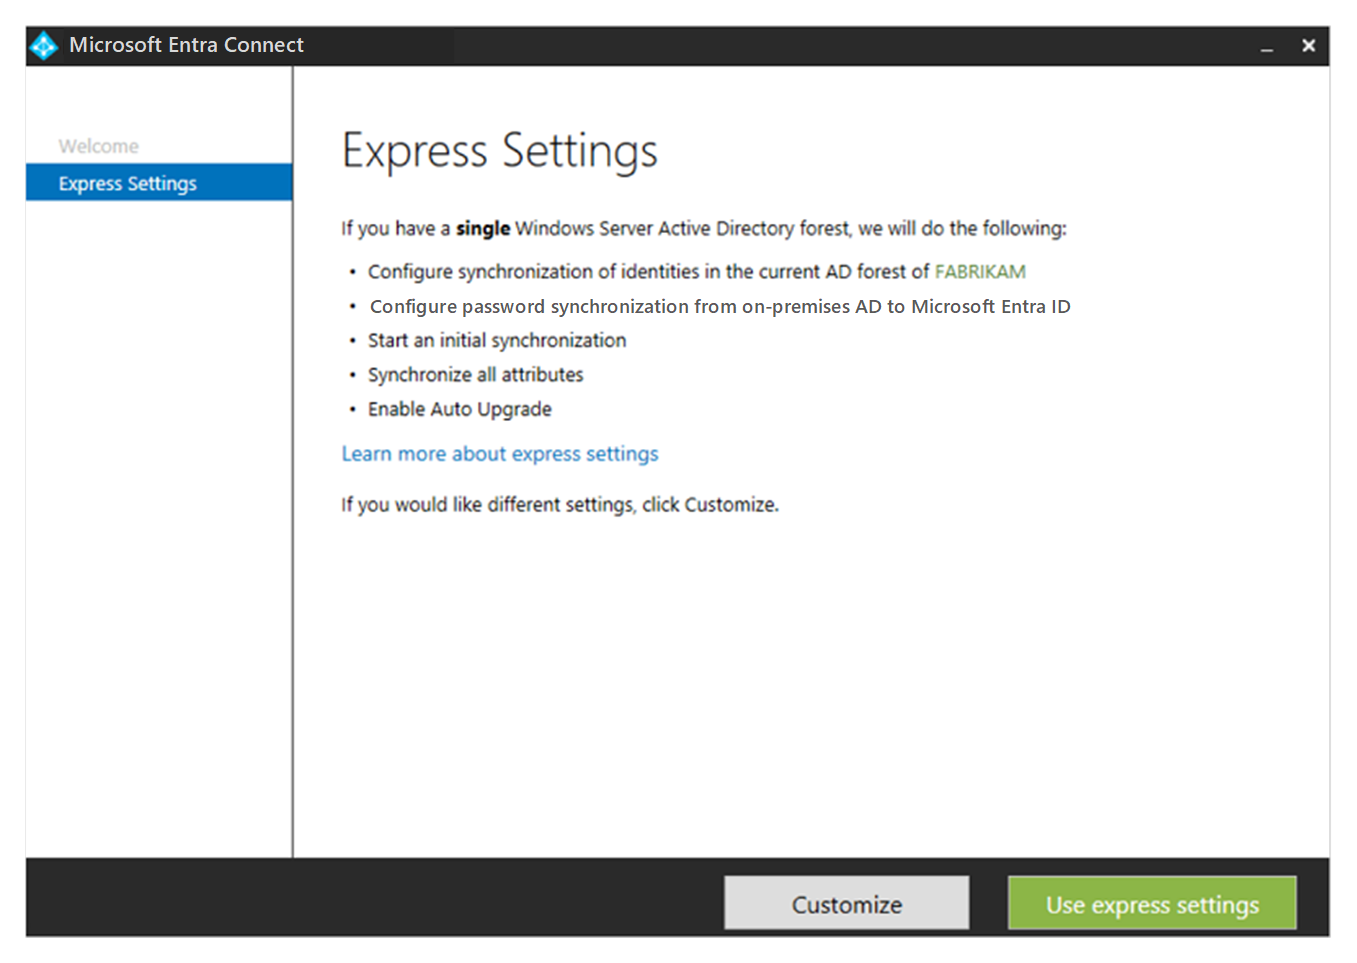 Microsoft Entra Connect
Welcome
Express Settings
Express Settings
If you have a single Windows Server Active Directory forest, we will do the following:
• Configure synchronization of identities in the current AD forest of FABRIKAM
• Configure password synchronization from on-premises AD to Microsoft Entra ID
• Start an initial synchronization
• Synchronize all attributes
• Enable Auto Upgrade
Learn more about express settings
If you would like different settings, click Customize.
Customize
Use express settings